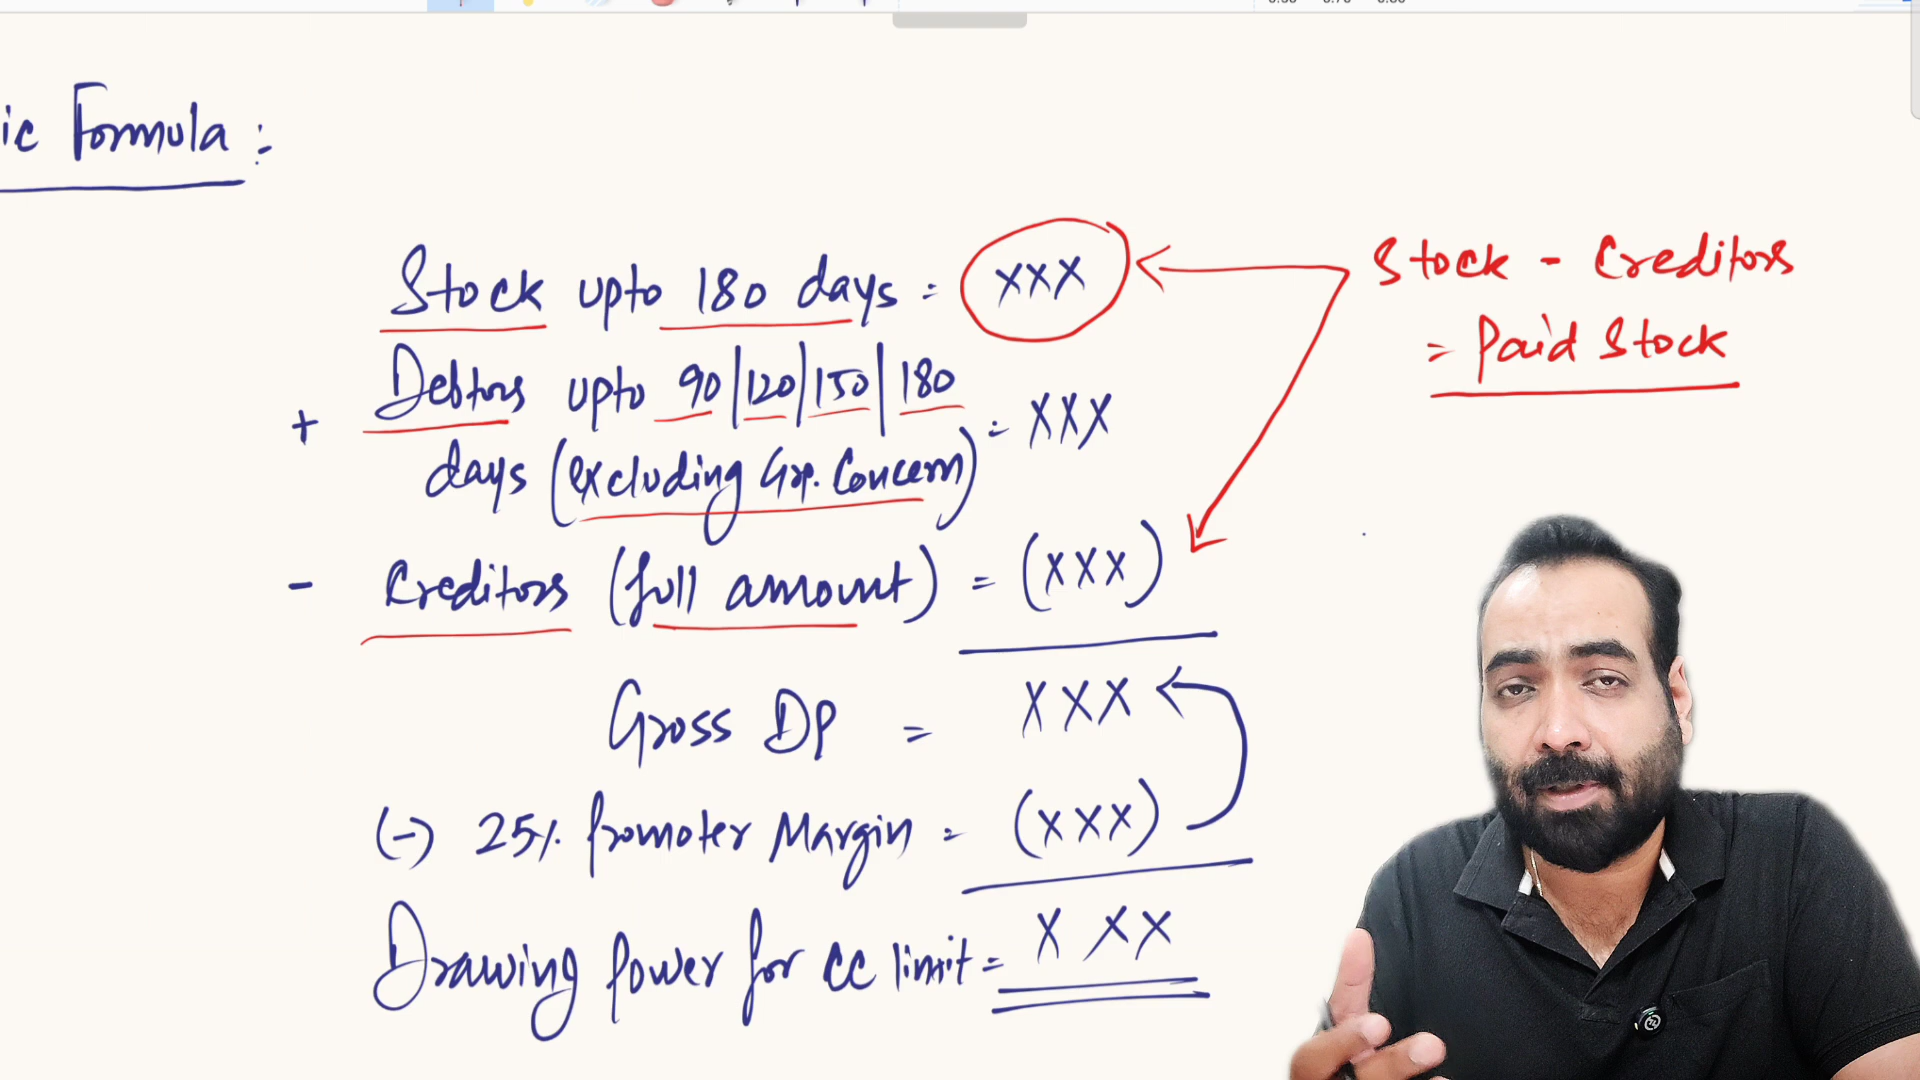 ic Formula :-
Stock upto 180 days = xxx
Stock - Creditors
= Paid Stock
+ Debtors upto 90|120|150|180
days (excluding Grp. Concern) = XXX
- Creditors (full amount) = (XXX)
Gross DP = XXX
(-) 25% Promoter Margin = (XXX)
Drawing Power for CC limit = XXX